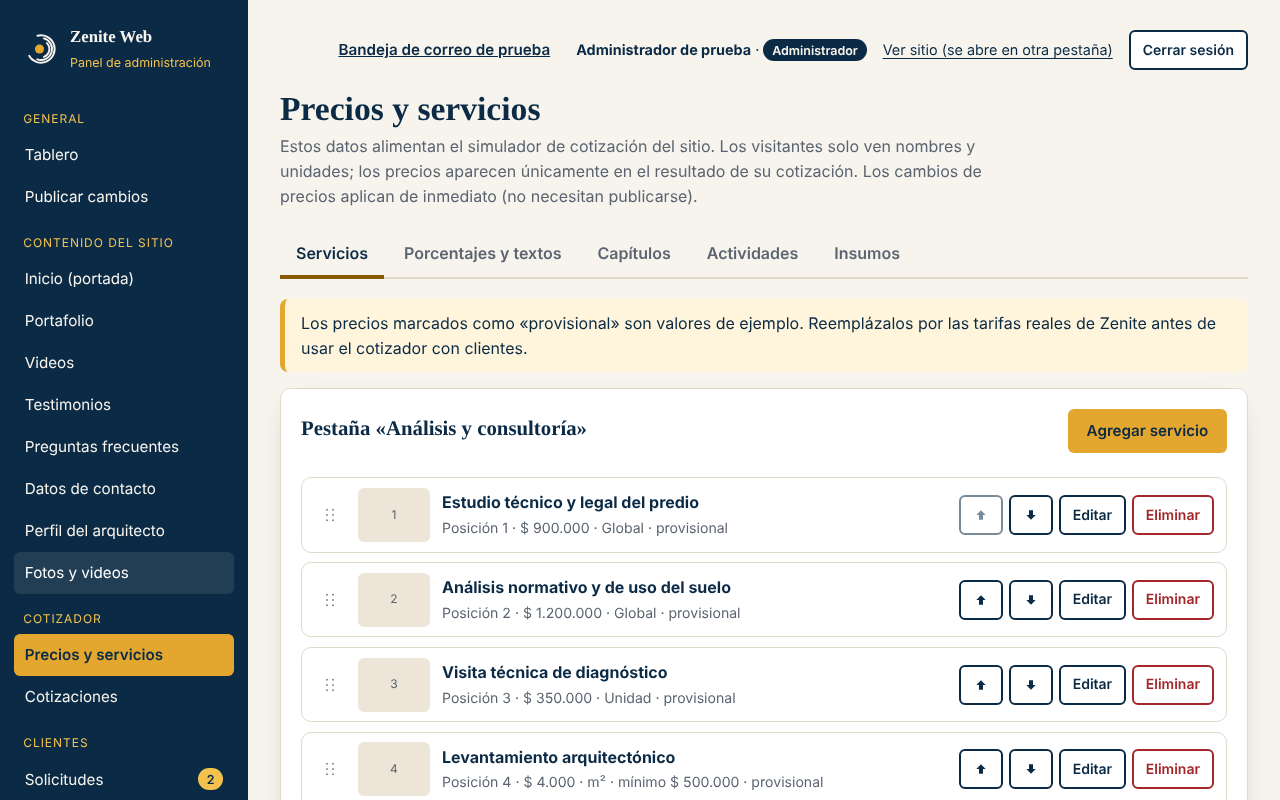 Zenite Web
Panel de administración
GENERAL
Tablero
Publicar cambios
CONTENIDO DEL SITIO
Inicio (portada)
Portafolio
Videos
Testimonios
Preguntas frecuentes
Datos de contacto
Perfil del arquitecto
Fotos y videos
COTIZADOR
Precios y servicios
Cotizaciones
CLIENTES
Solicitudes 2
Bandeja de correo de prueba Administrador de prueba · Administrador Ver sitio (se abre en otra pestaña) Cerrar sesión
Precios y servicios
Estos datos alimentan el simulador de cotización del sitio. Los visitantes solo ven nombres y
unidades; los precios aparecen únicamente en el resultado de su cotización. Los cambios de
precios aplican de inmediato (no necesitan publicarse).
Servicios Porcentajes y textos Capítulos Actividades Insumos
Los precios marcados como «provisional» son valores de ejemplo. Reemplázalos por las tarifas reales de Zenite antes de
usar el cotizador con clientes.
Pestaña «Análisis y consultoría» Agregar servicio
1 Estudio técnico y legal del predio
Posición 1 · $ 900.000 · Global · provisional
Editar Eliminar
2 Análisis normativo y de uso del suelo
Posición 2 · $ 1.200.000 · Global · provisional
Editar Eliminar
3 Visita técnica de diagnóstico
Posición 3 · $ 350.000 · Unidad · provisional
Editar Eliminar
4 Levantamiento arquitectónico
Posición 4 · $ 4.000 · m² · mínimo $ 500.000 · provisional
Editar Eliminar